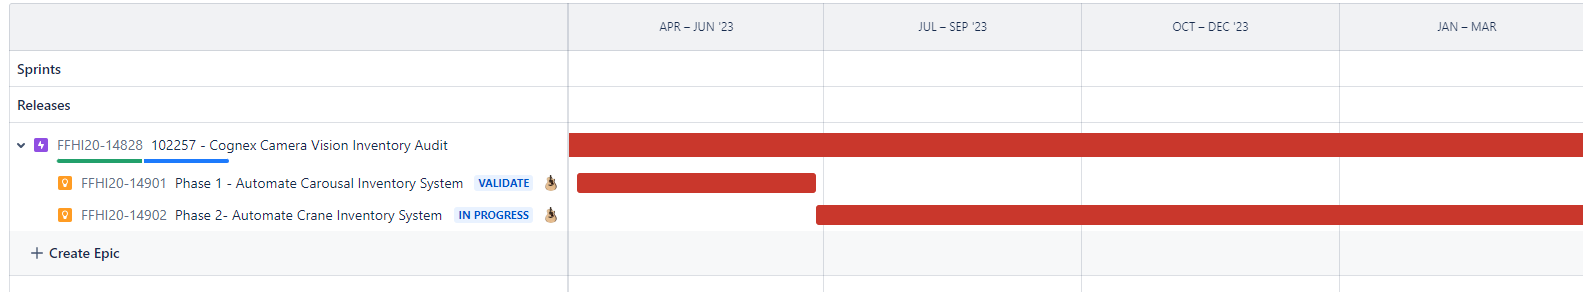 APR – JUN '23 JUL – SEP '23 OCT – DEC '23 JAN – MAR
Sprints
Releases
FFHI20-14828 102257 - Cognex Camera Vision Inventory Audit
FFHI20-14901 Phase 1 - Automate Carousal Inventory System VALIDATE
FFHI20-14902 Phase 2- Automate Crane Inventory System IN PROGRESS
+ Create Epic